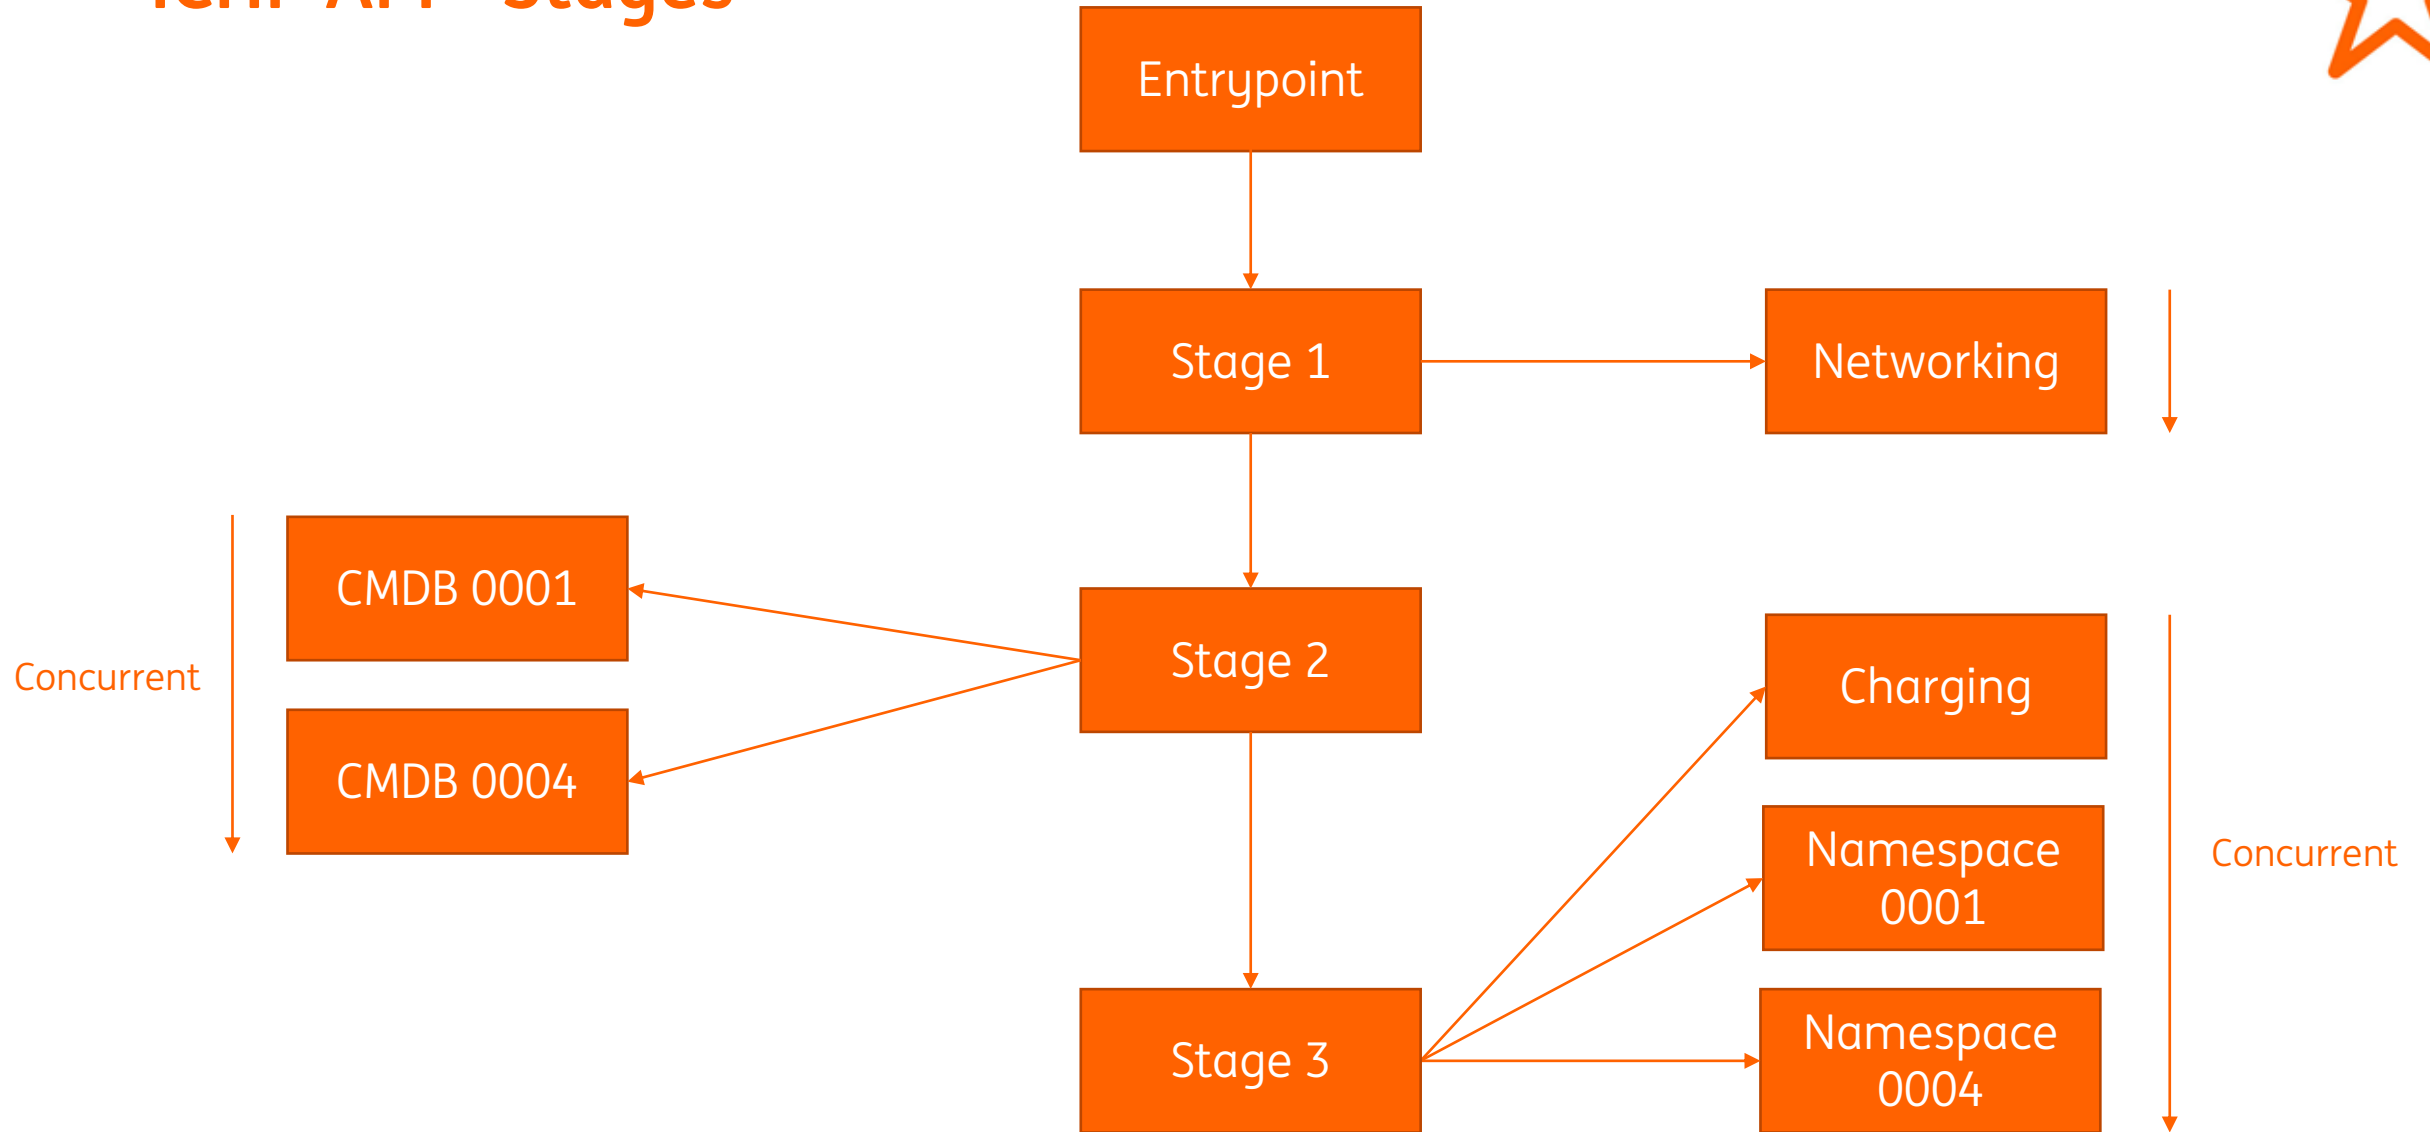 Stages
Entrypoint
Stage 1
Networking
CMDB 0001
Concurrent
Stage 2
CMDB 0004
Charging
Namespace
0001
Concurrent
Stage 3
Namespace
0004